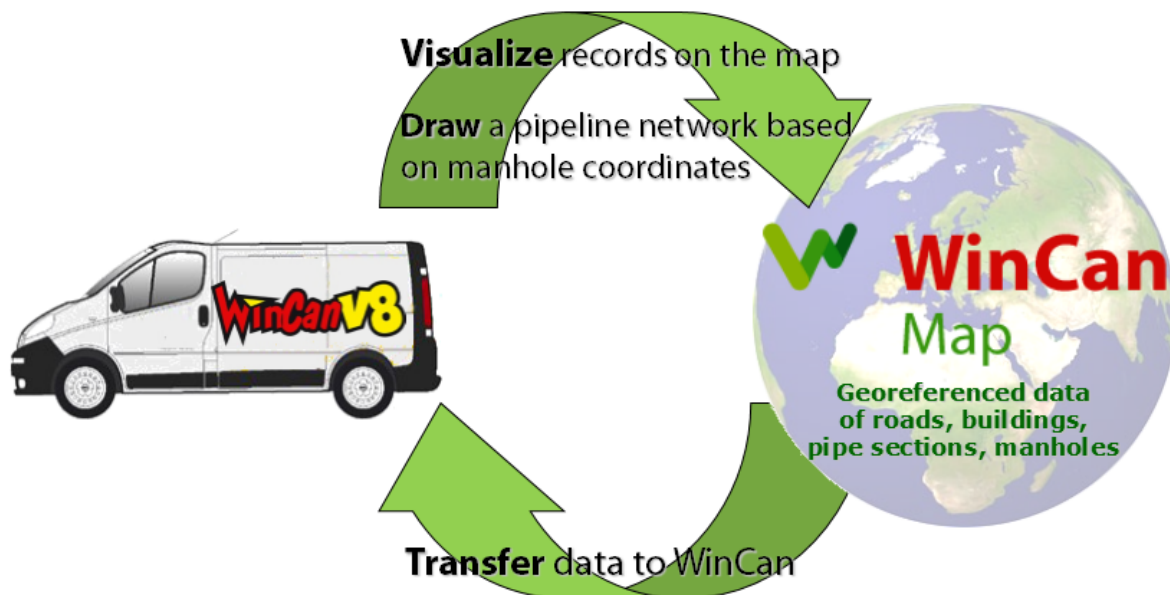 Visualize records on the map
Draw a pipeline network based
on manhole coordinates
WinCanV8
WinCan
Map
Georeferenced data
of roads, buildings,
pipe sections, manholes
Transfer data to WinCan